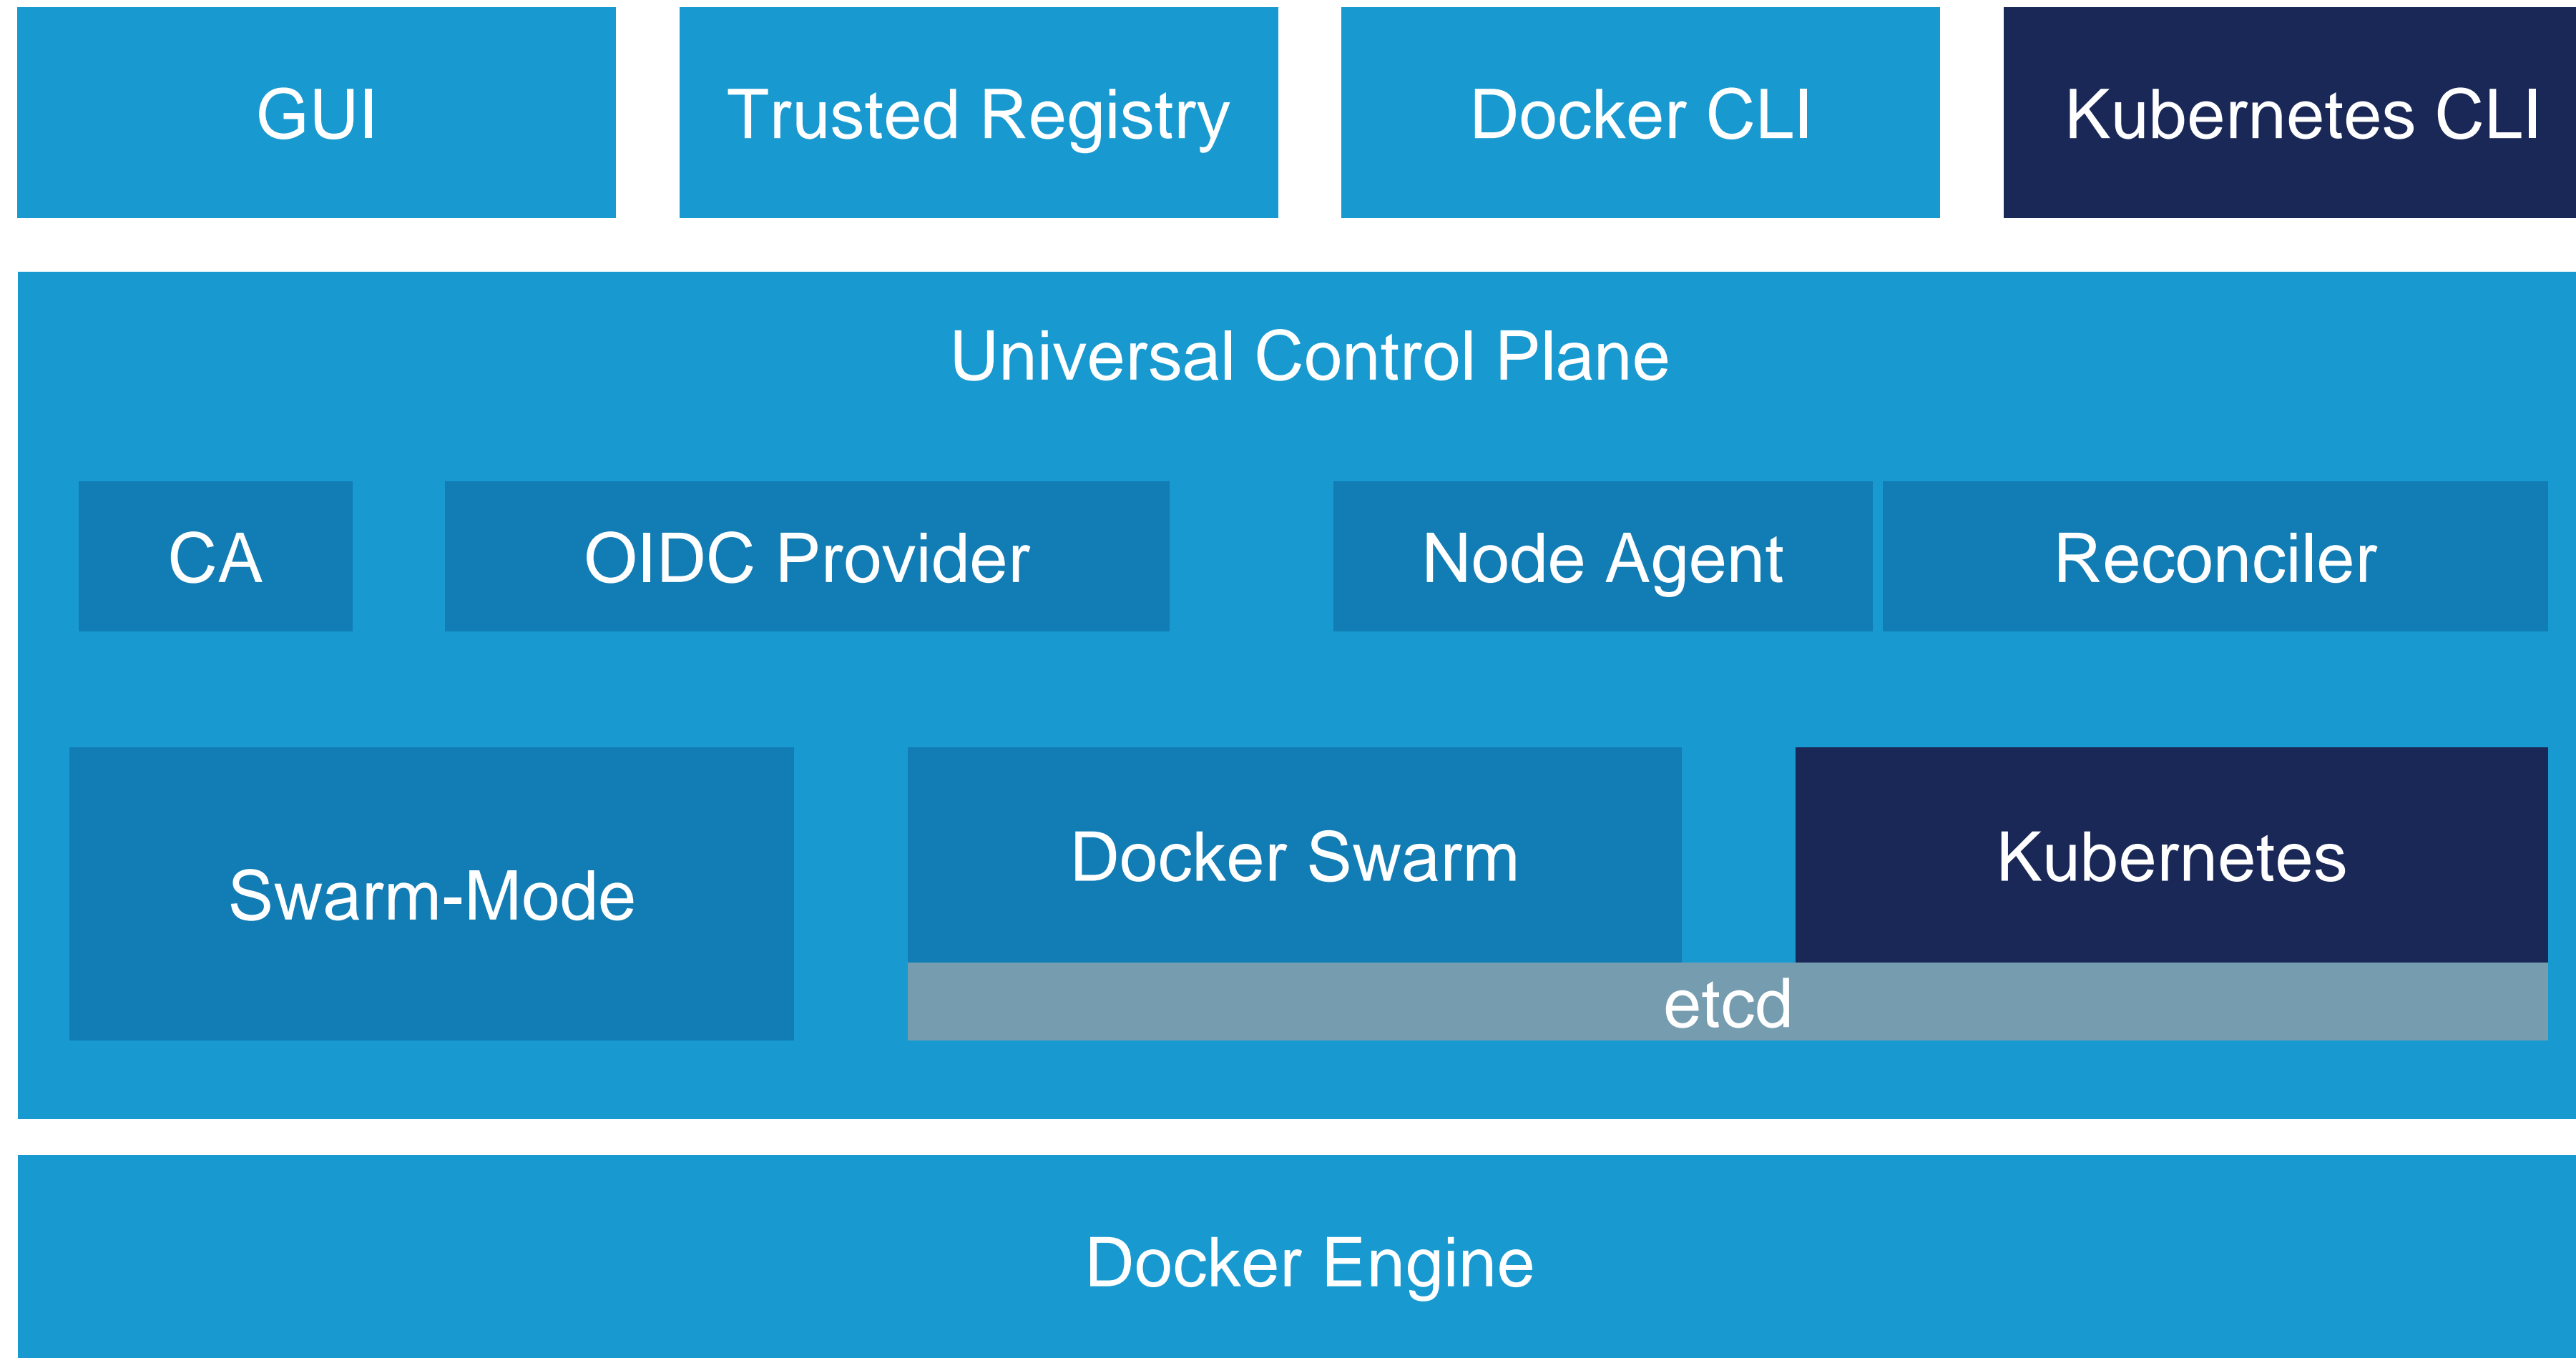 GUI
Trusted Registry
Docker CLI
Kubernetes CLI
Universal Control Plane
CA
OIDC Provider
Node Agent
Reconciler
Swarm-Mode
Docker Swarm
Kubernetes
etcd
Docker Engine